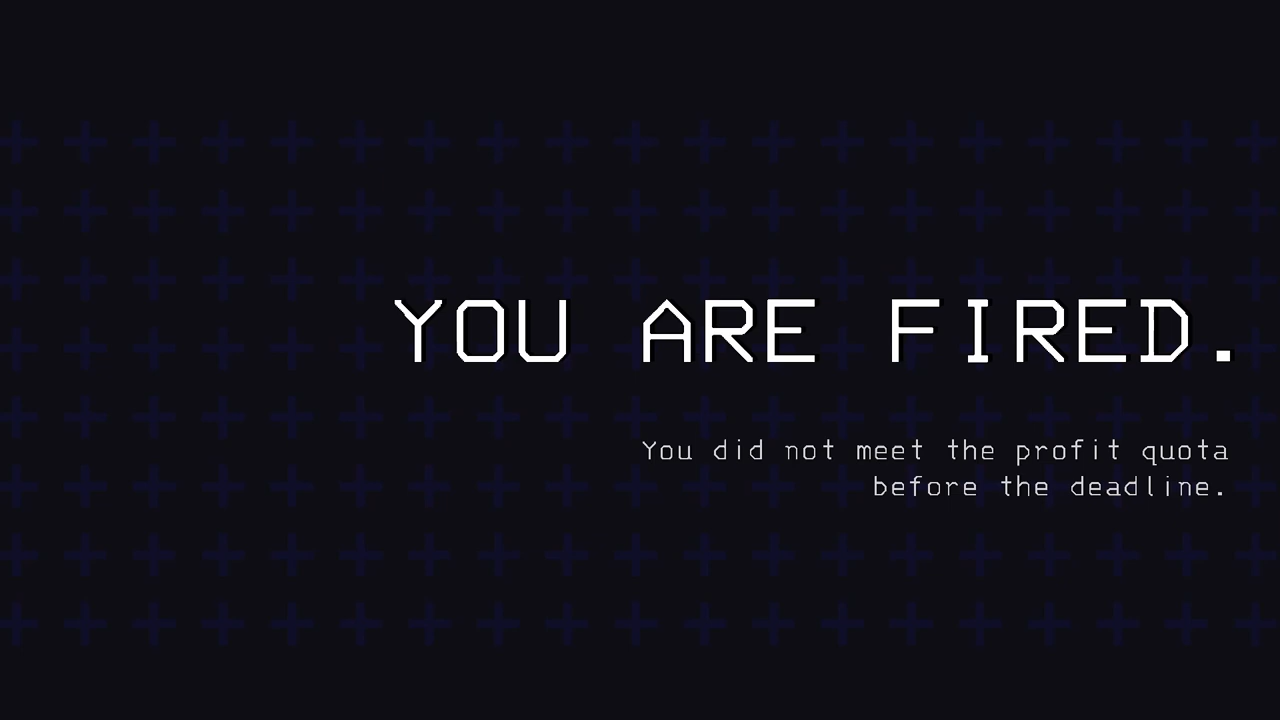 YOU ARE FIRED.
You did not meet the profit quota
before the deadline.